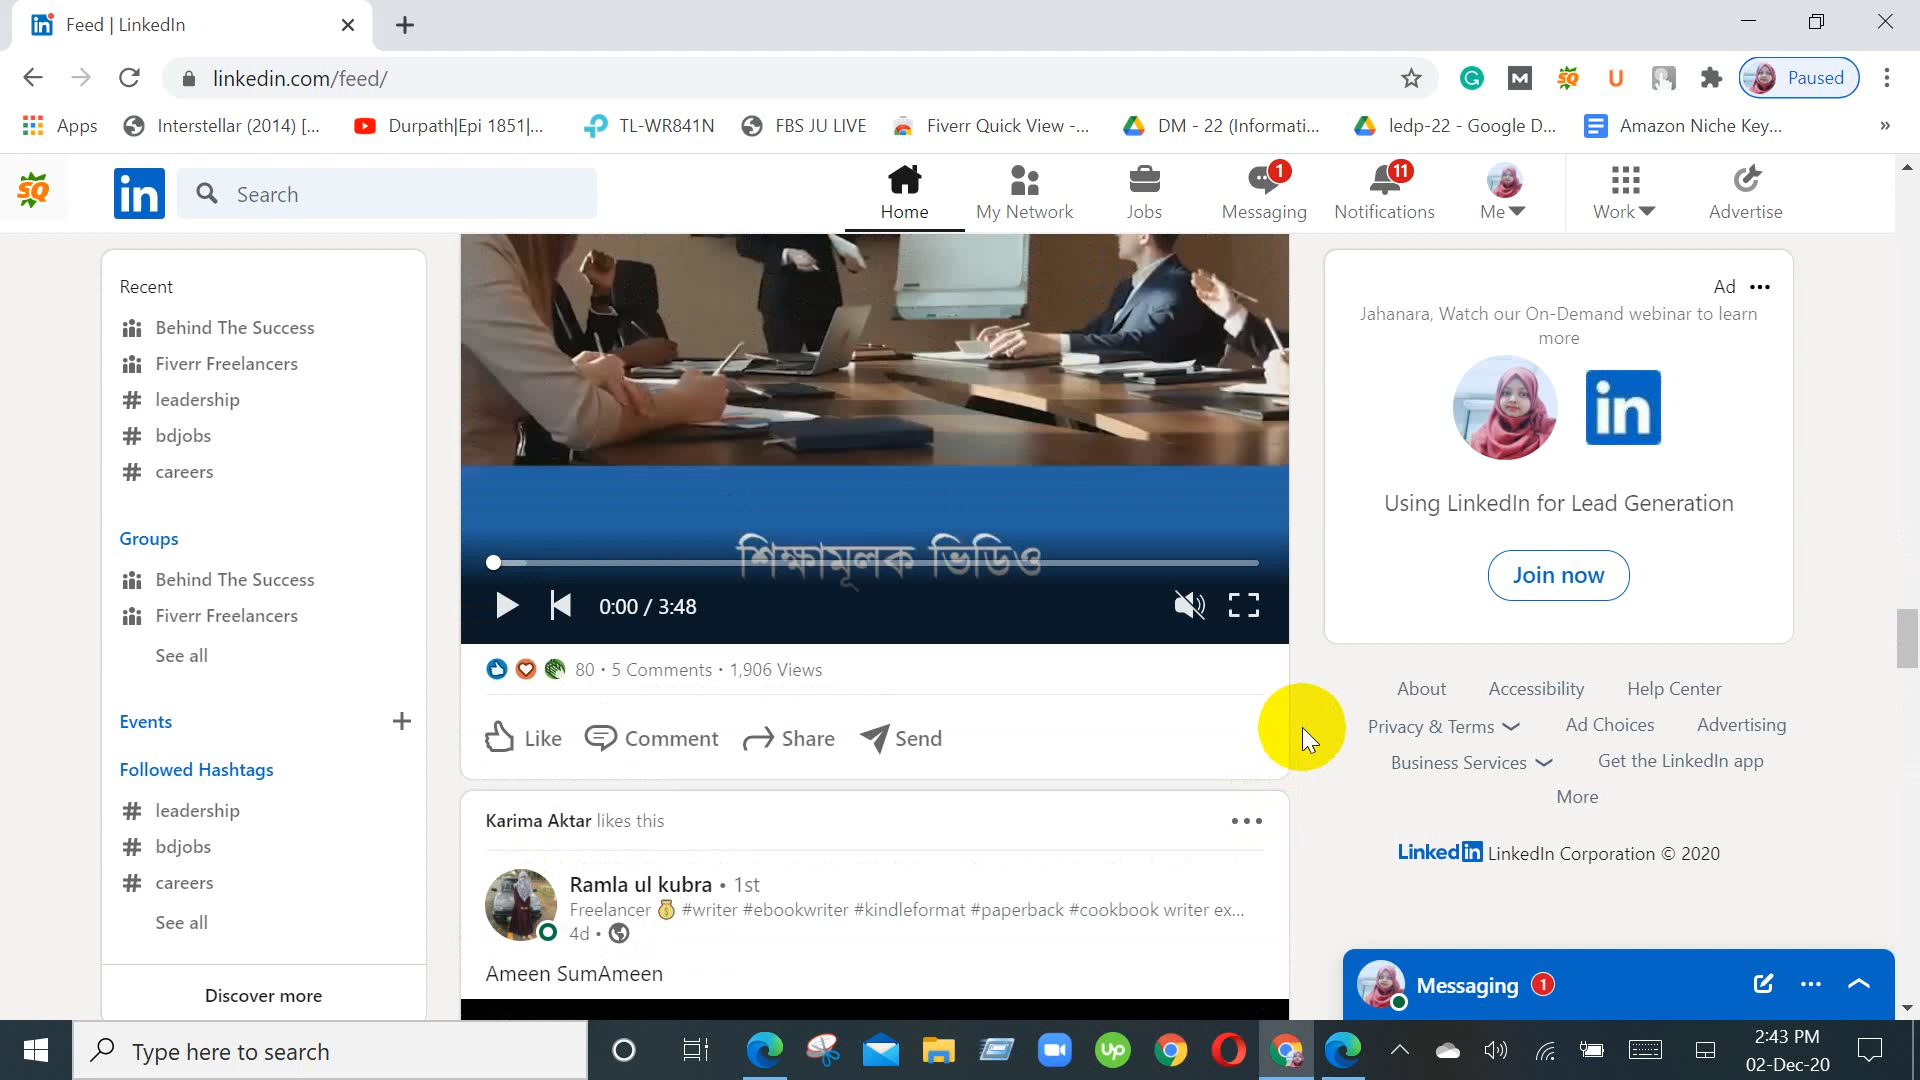 Feed | LinkedIn
linkedin.com/feed/
Paused
Apps
Interstellar (2014) [...
Durpath|Epi 1851|...
TL-WR841N
FBS JU LIVE
Fiverr Quick View -...
DM - 22 (Informati...
ledp-22 - Google D...
Amazon Niche Key...
»
SQ
in
Search
Home
My Network
Jobs
1
Messaging
11
Notifications
Me
Work
Advertise
Recent
Behind The Success
Fiverr Freelancers
# leadership
# bdjobs
# careers
Groups
Behind The Success
Fiverr Freelancers
See all
Events +
Followed Hashtags
# leadership
# bdjobs
# careers
See all
Discover more
শিক্ষামূলক ভিডিও
0:00 / 3:48
80 • 5 Comments • 1,906 Views
Like
Comment
Share
Send
Karima Aktar likes this
Ramla ul kubra • 1st
Freelancer 💰 #writer #ebookwriter #kindleformat #paperback #cookbook writer ex...
4d •
Ameen SumAmeen
Ad
Jahanara, Watch our On-Demand webinar to learn
more
in
Using LinkedIn for Lead Generation
Join now
About Accessibility Help Center
Privacy & Terms Ad Choices Advertising
Business Services Get the LinkedIn app
More
LinkedIn LinkedIn Corporation © 2020
Messaging 1
Type here to search
Up
2:43 PM
02-Dec-20